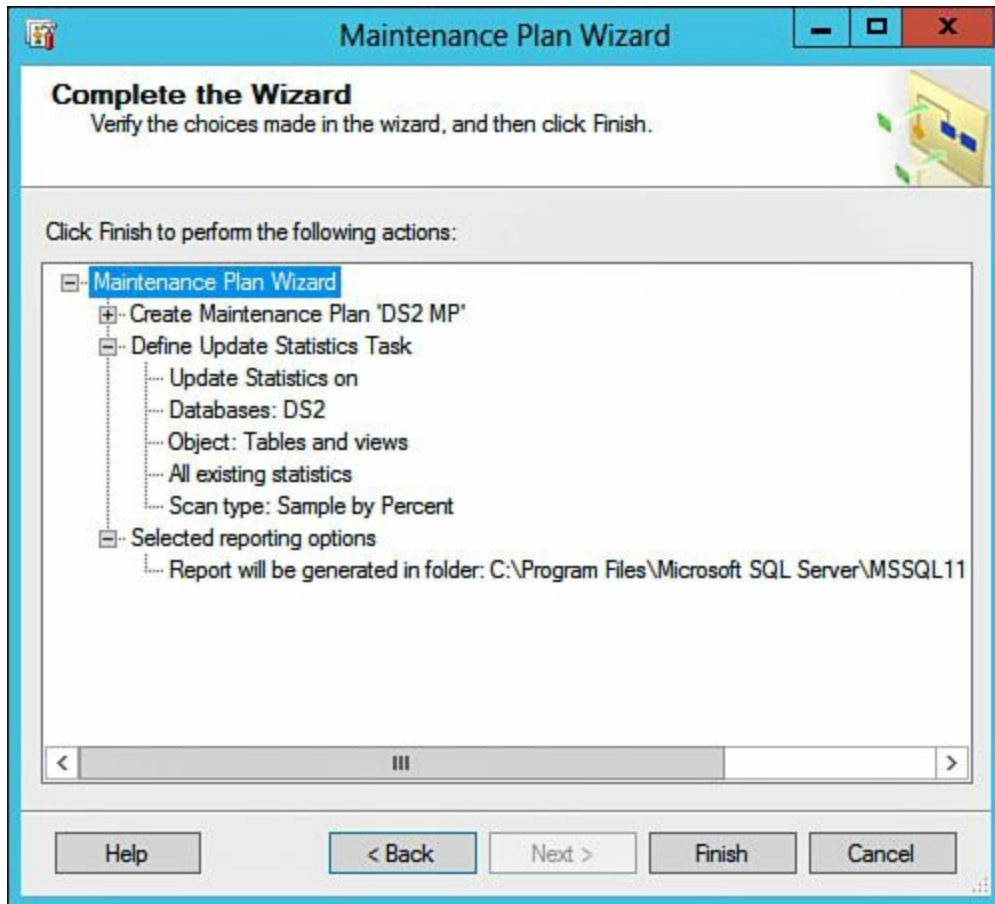 Maintenance Plan Wizard
Complete the Wizard
Verify the choices made in the wizard, and then click Finish.
Click Finish to perform the following actions:
Maintenance Plan Wizard
Create Maintenance Plan 'DS2 MP'
Define Update Statistics Task
Update Statistics on
Databases: DS2
Object: Tables and views
All existing statistics
Scan type: Sample by Percent
Selected reporting options
Report will be generated in folder: C:\Program Files\Microsoft SQL Server\MSSQL11
Help
< Back
Next >
Finish
Cancel